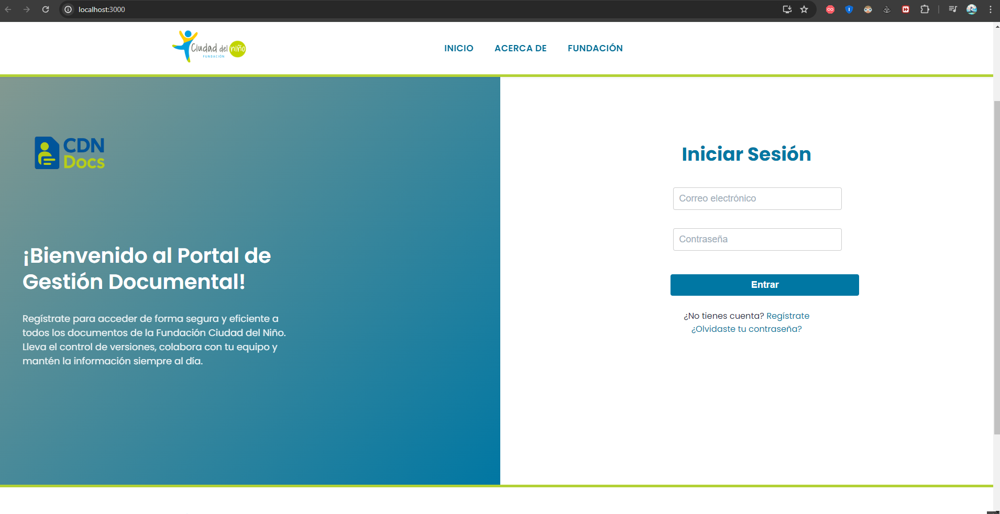 localhost:3000
Ciudad del niño
FUNDACIÓN
INICIO ACERCA DE FUNDACIÓN
CDN
Docs
¡Bienvenido al Portal de
Gestión Documental!
Regístrate para acceder de forma segura y eficiente a
todos los documentos de la Fundación Ciudad del Niño.
Lleva el control de versiones, colabora con tu equipo y
mantén la información siempre al día.
Iniciar Sesión
Correo electrónico
Contraseña
Entrar
¿No tienes cuenta? Regístrate
¿Olvidaste tu contraseña?